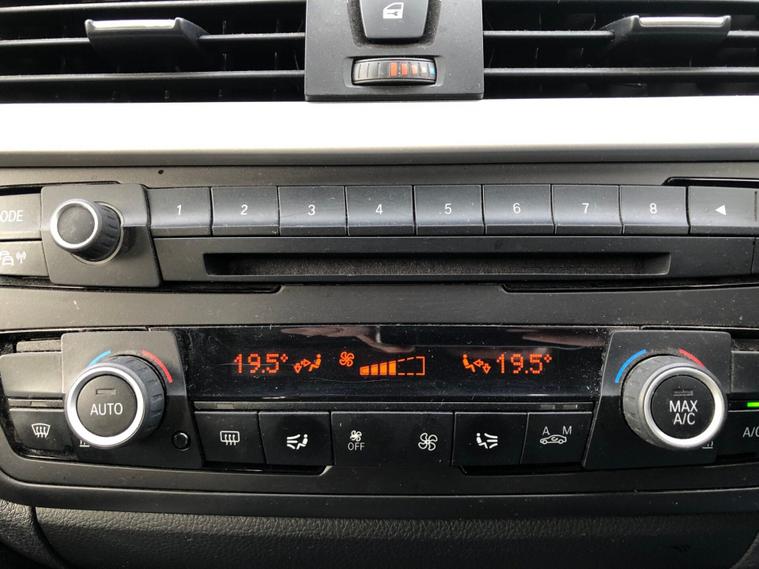 ODE 1 2 3 4 5 6 7 8
19.5° 19.5°
AUTO MAX
A/C A/C
OFF A M